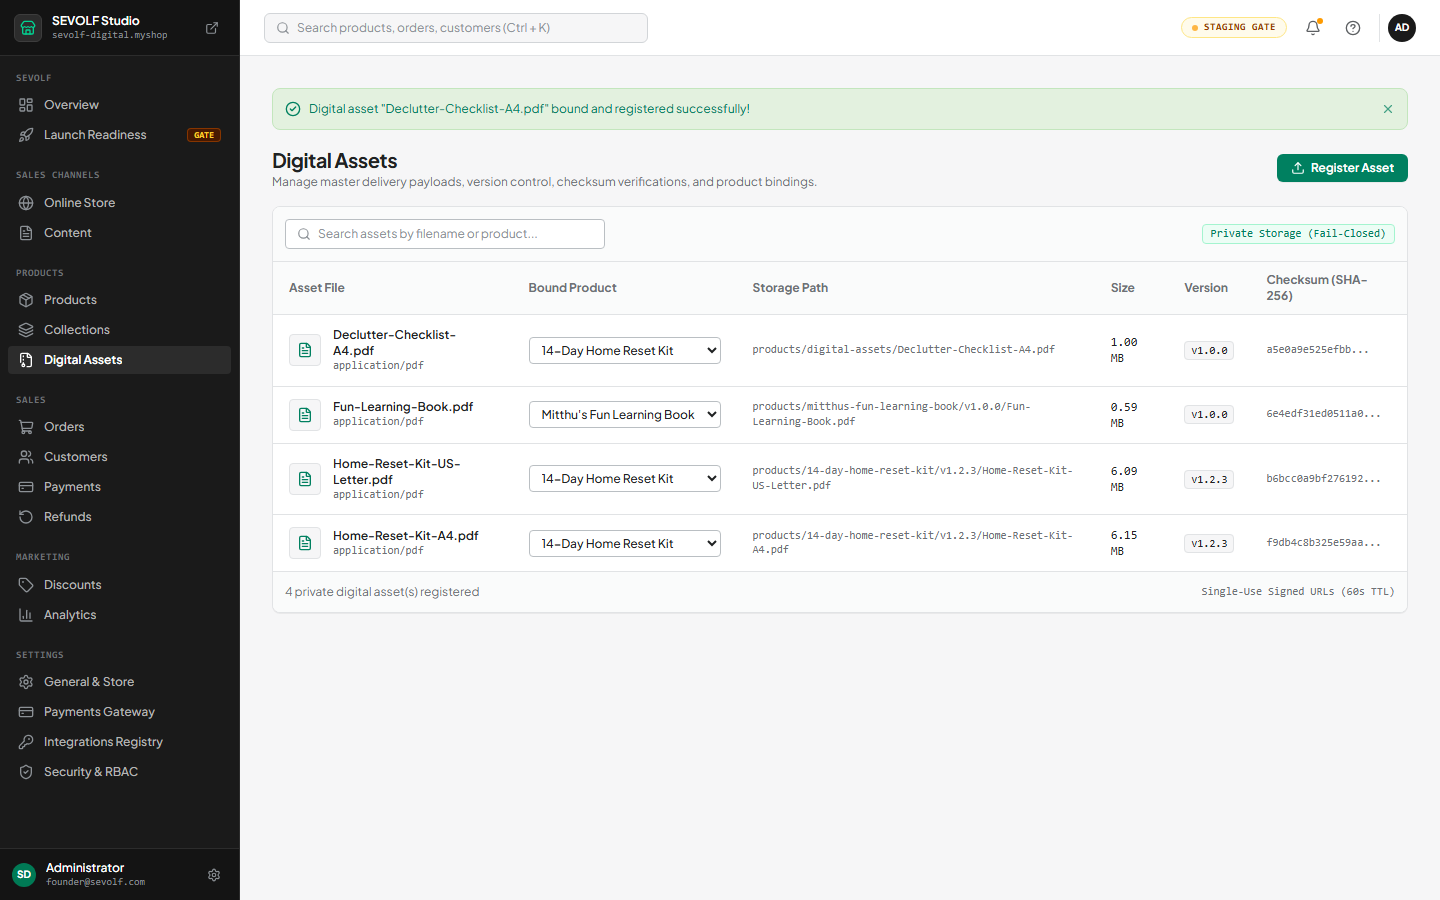 SEVOLF Studio
sevolf-digital.myshop
SEVOLF
Overview
Launch Readiness
GATE
SALES CHANNELS
Online Store
Content
PRODUCTS
Products
Collections
Digital Assets
SALES
Orders
Customers
Payments
Refunds
MARKETING
Discounts
Analytics
SETTINGS
General & Store
Payments Gateway
Integrations Registry
Security & RBAC
SD
Administrator
founder@sevolf.com
Search products, orders, customers (Ctrl + K)
STAGING GATE
AD
Digital asset "Declutter-Checklist-A4.pdf" bound and registered successfully!
Digital Assets
Manage master delivery payloads, version control, checksum verifications, and product bindings.
Register Asset
Search assets by filename or product...
Private Storage (Fail-Closed)
Asset File
Bound Product
Storage Path
Size
Version
Checksum (SHA-
256)
Declutter-Checklist-
A4.pdf
application/pdf
14-Day Home Reset Kit
products/digital-assets/Declutter-Checklist-A4.pdf
1.00
MB
v1.0.0
a5e0a9e525efbb...
Fun-Learning-Book.pdf
application/pdf
Mitthu's Fun Learning Book
products/mitthus-fun-learning-book/v1.0.0/Fun-
Learning-Book.pdf
0.59
MB
v1.0.0
6e4edf31ed0511a0...
Home-Reset-Kit-US-
Letter.pdf
application/pdf
14-Day Home Reset Kit
products/14-day-home-reset-kit/v1.2.3/Home-Reset-Kit-
US-Letter.pdf
6.09
MB
v1.2.3
b6bcc0a9bf276192...
Home-Reset-Kit-A4.pdf
application/pdf
14-Day Home Reset Kit
products/14-day-home-reset-kit/v1.2.3/Home-Reset-Kit-
A4.pdf
6.15
MB
v1.2.3
f9db4c8b325e59aa...
4 private digital asset(s) registered
Single-Use Signed URLs (60s TTL)